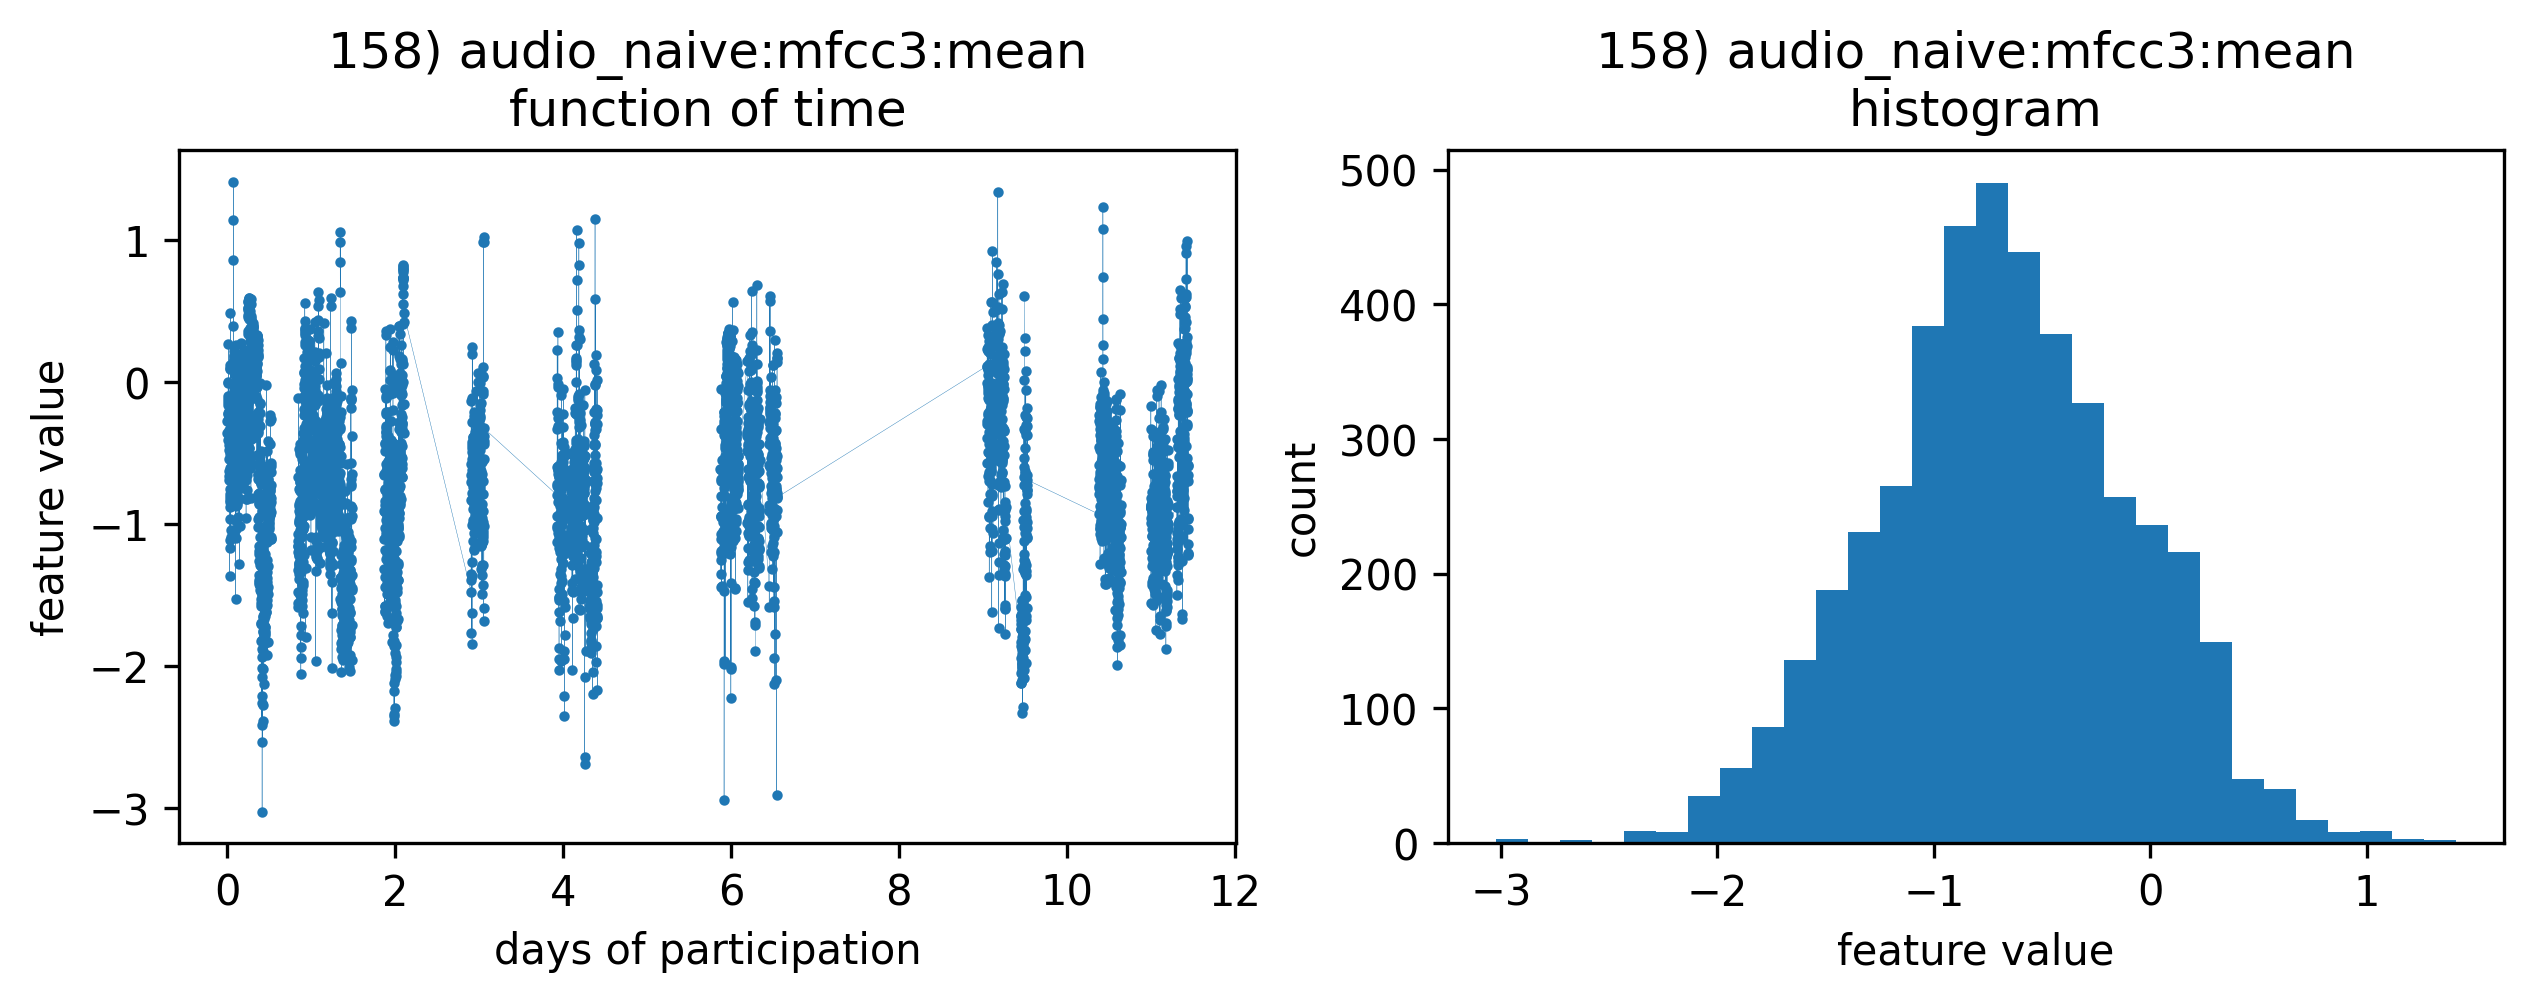 158) audio_naive:mfcc3:mean
function of time
feature value
1
0
−1
−2
−3
0 2 4 6 8 10 12
days of participation
158) audio_naive:mfcc3:mean
histogram
count
500
400
300
200
100
0
−3 −2 −1 0 1
feature value